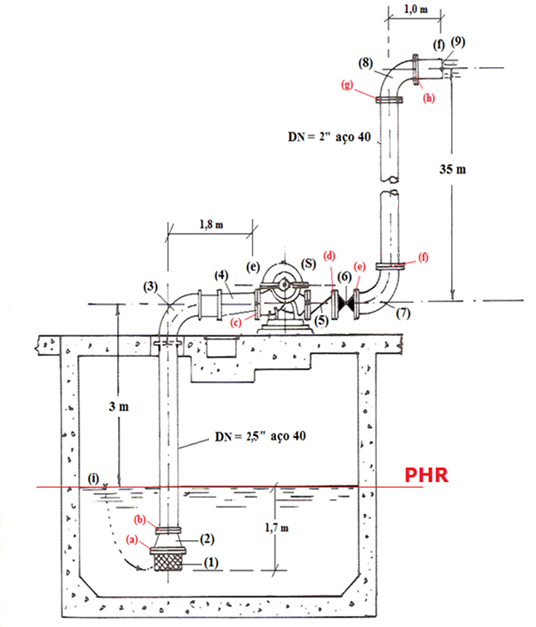 1,0 m
(f) (9)
(8)
(g)
(h)
DN = 2" aço 40
35 m
1,8 m
(f)
(e) (S) (d)
(3) (4) (6) (e)
(c) (5) (7)
3 m
DN = 2,5" aço 40
(i) PHR
(b)
1,7 m
(a) (2)
(1)